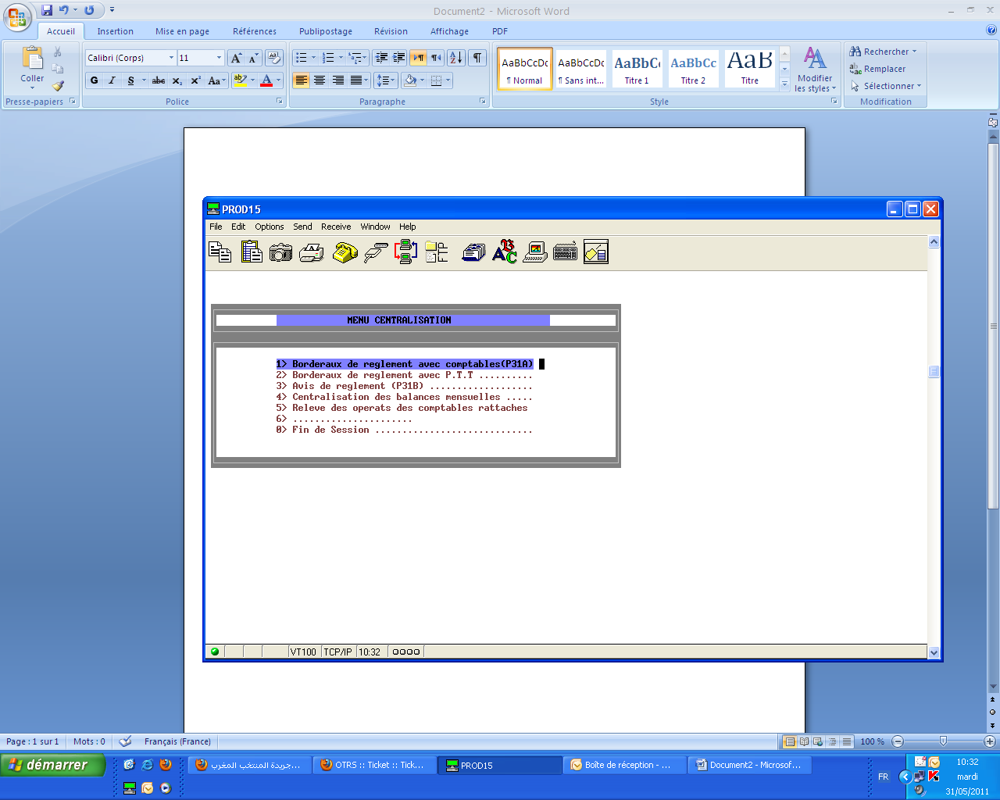 Document2 - Microsoft Word
Accueil Insertion Mise en page Références Publipostage Révision Affichage PDF
Coller
Presse-papiers
Calibri (Corps) 11
G I S abc x₂ x² Aa
Police
Paragraphe
AaBbCcDc AaBbCcDc AaBbCc AaBbCc AaB
¶ Normal ¶ Sans int... Titre 1 Titre 2 Titre
Style
Modifier
les styles
Rechercher
Remplacer
Sélectionner
Modification
PROD15
File Edit Options Send Receive Window Help
MENU CENTRALISATION
1> Borderaux de reglement avec comptables(P31A)
2> Borderaux de reglement avec P.T.T ..........
3> Avis de reglement (P31B) ...................
4> Centralisation des balances mensuelles .....
5> Releve des operats des comptables rattaches
6> ......................
0> Fin de Session .............................
VT100 TCP/IP 10:32
Page : 1 sur 1 Mots : 0 Français (France) 100 %
démarrer
جريدة المنتخب المغرب...
OTRS :: Ticket :: Tick...
PROD15
Boîte de réception - ...
Document2 - Microsof...
FR
10:32
mardi
31/05/2011